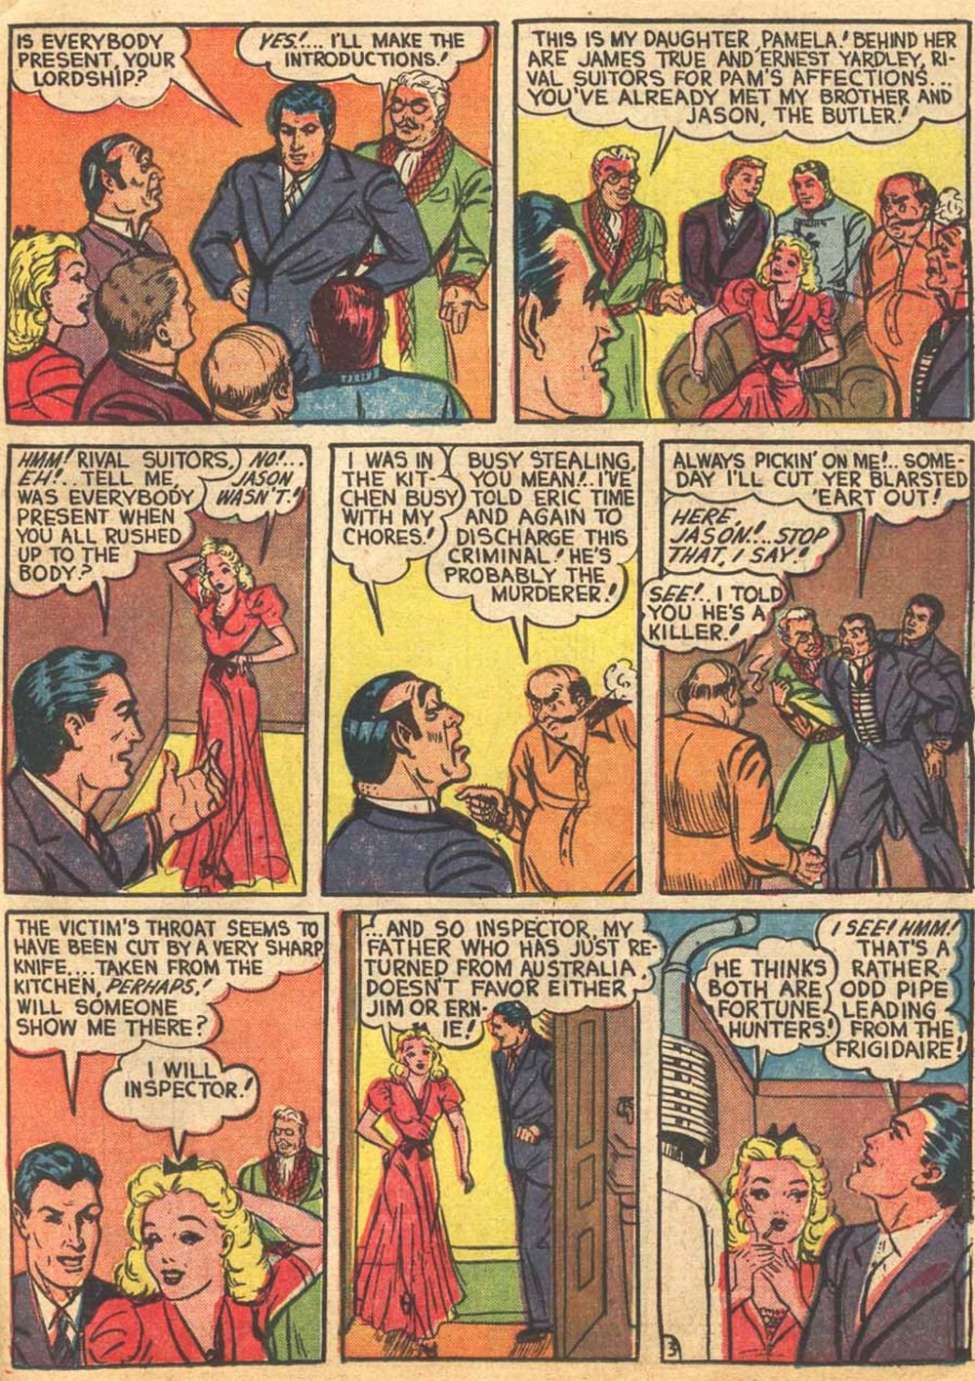 IS EVERYBODY
PRESENT, YOUR
LORDSHIP?
YES!... I'LL MAKE THE
INTRODUCTIONS!
THIS IS MY DAUGHTER, PAMELA! BEHIND HER
ARE JAMES TRUE AND ERNEST YARDLEY, RI-
VAL SUITORS FOR PAM'S AFFECTIONS...
YOU'VE ALREADY MET MY BROTHER AND
JASON, THE BUTLER!
HMM! RIVAL SUITORS,
EH!.. TELL ME,
WAS EVERYBODY
PRESENT WHEN
YOU ALL RUSHED
UP TO THE
BODY?
NO!...
JASON
WASN'T!
I WAS IN
THE KIT-
CHEN BUSY
WITH MY
CHORES!
BUSY STEALING,
YOU MEAN!.. I'VE
TOLD ERIC TIME
AND AGAIN TO
DISCHARGE THIS
CRIMINAL! HE'S
PROBABLY THE
MURDERER!
ALWAYS PICKIN' ON ME!.. SOME-
DAY I'LL CUT YER BLARSTED
'EART OUT!
HERE,
JASON!...STOP
THAT, I SAY!
SEE!.. I TOLD
YOU HE'S A
KILLER!
THE VICTIM'S THROAT SEEMS TO
HAVE BEEN CUT BY A VERY SHARP
KNIFE,... TAKEN FROM THE
KITCHEN, PERHAPS!
WILL SOMEONE
SHOW ME THERE?
I WILL
INSPECTOR!
...AND SO INSPECTOR, MY
FATHER WHO HAS JUST RE-
TURNED FROM AUSTRALIA,
DOESN'T FAVOR EITHER
JIM OR ERN-
IE!
HE THINKS
BOTH ARE
FORTUNE
HUNTERS!
I SEE! HMM!
THAT'S A
RATHER
ODD PIPE
LEADING
FROM THE
FRIGIDAIRE!
3